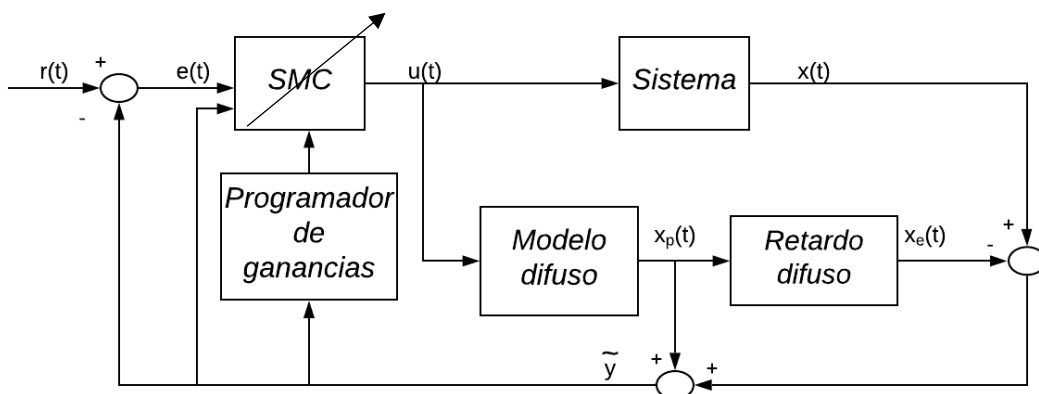 r(t)
+
-
e(t)
SMC
u(t)
Sistema
x(t)
Programador
de
ganancias
Modelo
difuso
xₚ(t)
Retardo
difuso
xₑ(t)
+
-
ỹ
+
+